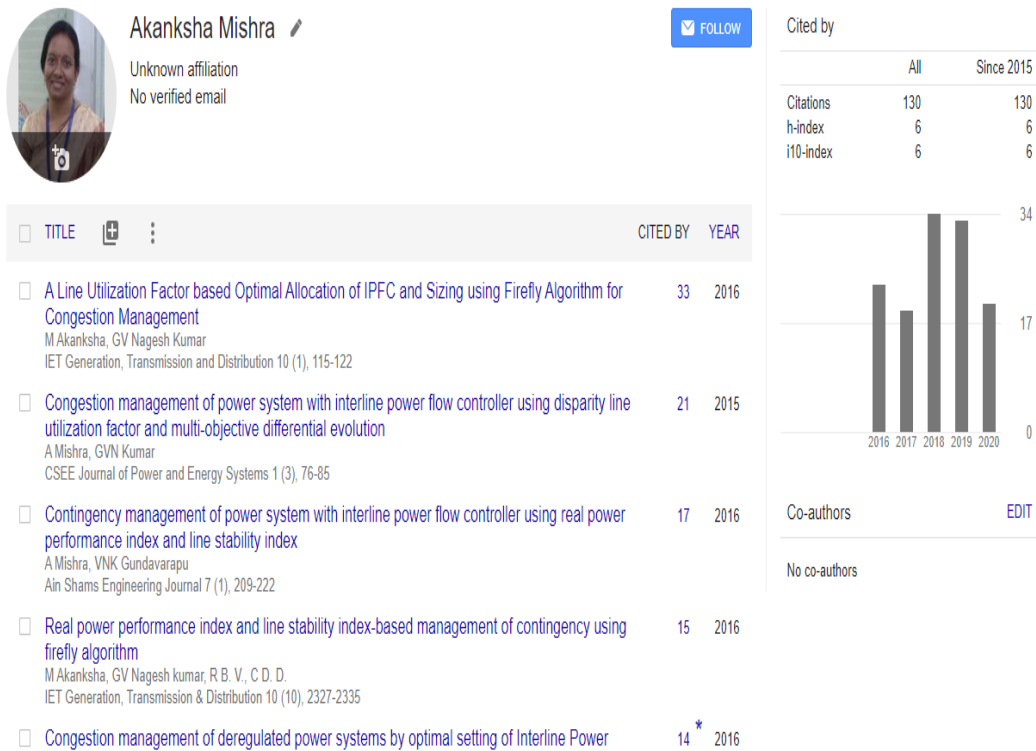 Akanksha Mishra
Unknown affiliation
No verified email
FOLLOW
TITLE
CITED BY YEAR
A Line Utilization Factor based Optimal Allocation of IPFC and Sizing using Firefly Algorithm for 33 2016
Congestion Management
M Akanksha, GV Nagesh Kumar
IET Generation, Transmission and Distribution 10 (1), 115-122
Congestion management of power system with interline power flow controller using disparity line 21 2015
utilization factor and multi-objective differential evolution
A Mishra, GVN Kumar
CSEE Journal of Power and Energy Systems 1 (3), 76-85
Contingency management of power system with interline power flow controller using real power 17 2016
performance index and line stability index
A Mishra, VNK Gundavarapu
Ain Shams Engineering Journal 7 (1), 209-222
Real power performance index and line stability index-based management of contingency using 15 2016
firefly algorithm
M Akanksha, GV Nagesh kumar, R B. V., C D. D.
IET Generation, Transmission & Distribution 10 (10), 2327-2335
Congestion management of deregulated power systems by optimal setting of Interline Power 14 * 2016
Cited by
All Since 2015
Citations 130 130
h-index 6 6
i10-index 6 6
34
17
0
2016 2017 2018 2019 2020
Co-authors EDIT
No co-authors